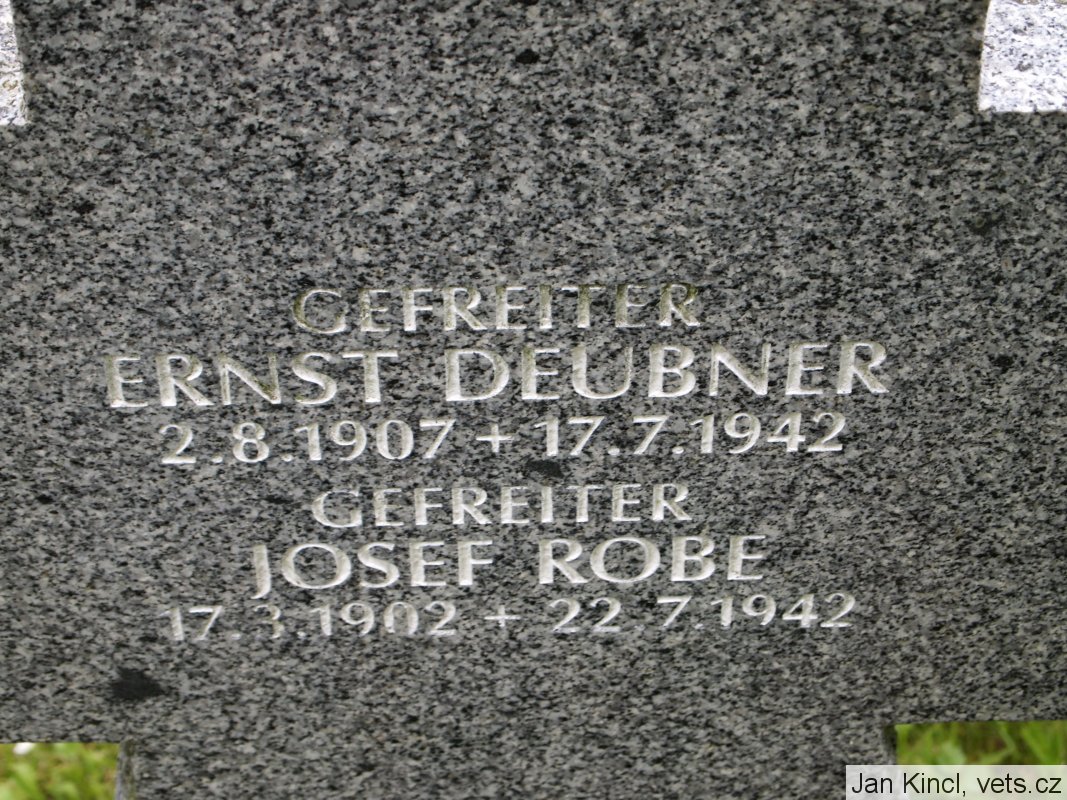 GEFREITER
ERNST DEUBNER
2.8.1907 + 17.7.1942
GEFREITER
JOSEF ROBE
17.3.1902 + 22.7.1942
Jan Kincl, vets.cz